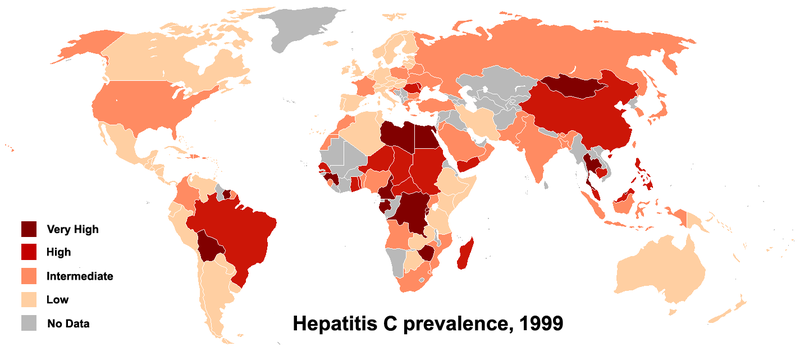 Very High
High
Intermediate
Low
No Data
Hepatitis C prevalence, 1999